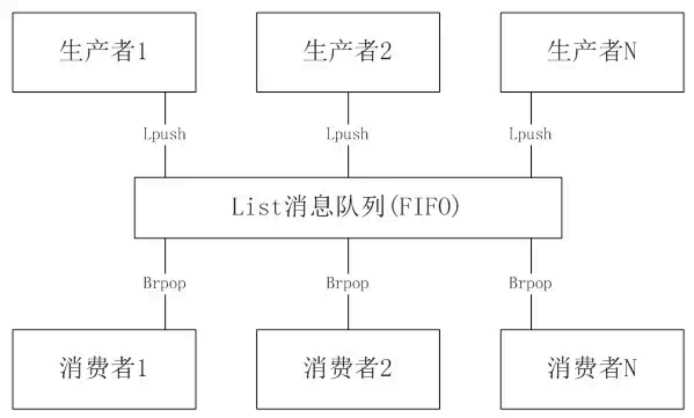 生产者1
生产者2
生产者N
Lpush
Lpush
Lpush
List消息队列(FIFO)
Brpop
Brpop
Brpop
消费者1
消费者2
消费者N